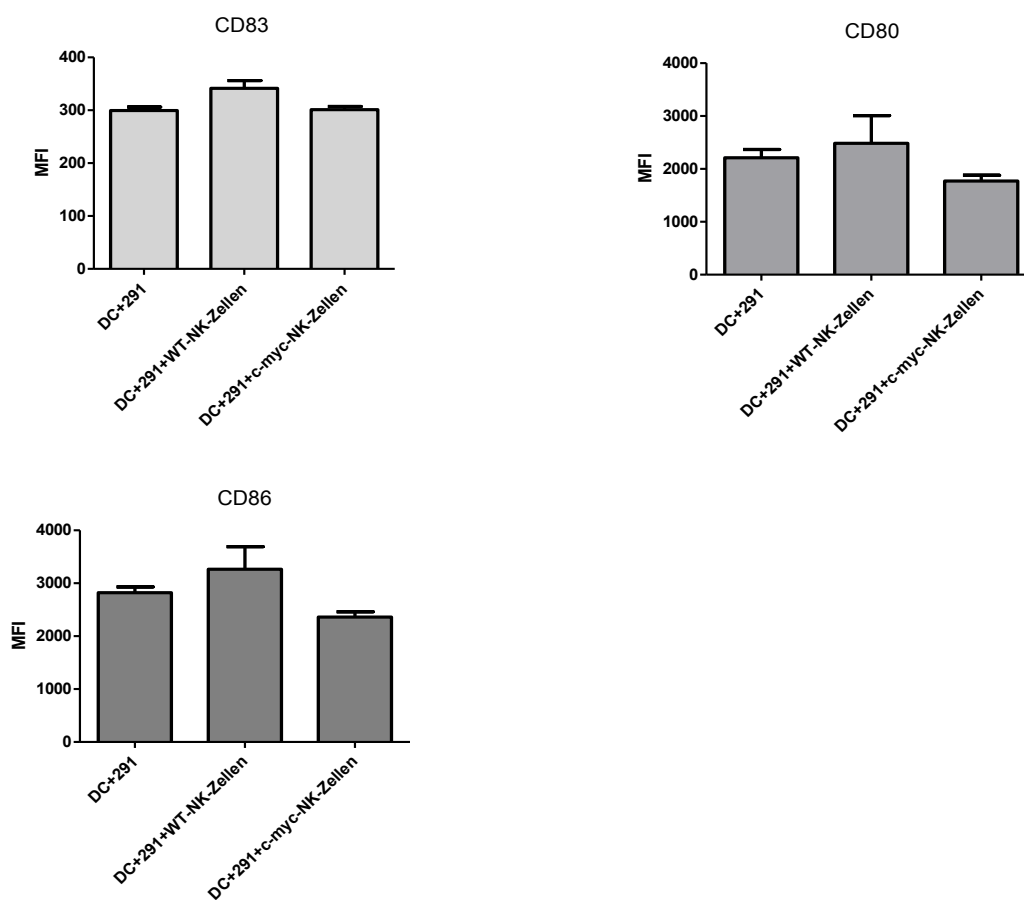 CD83
400
300
200
100
0
MFI
DC+291
DC+291+WT-NK-Zellen
DC+291+c-myc-NK-Zellen
CD80
4000
3000
2000
1000
0
MFI
DC+291
DC+291+WT-NK-Zellen
DC+291+c-myc-NK-Zellen
CD86
4000
3000
2000
1000
0
MFI
DC+291
DC+291+WT-NK-Zellen
DC+291+c-myc-NK-Zellen